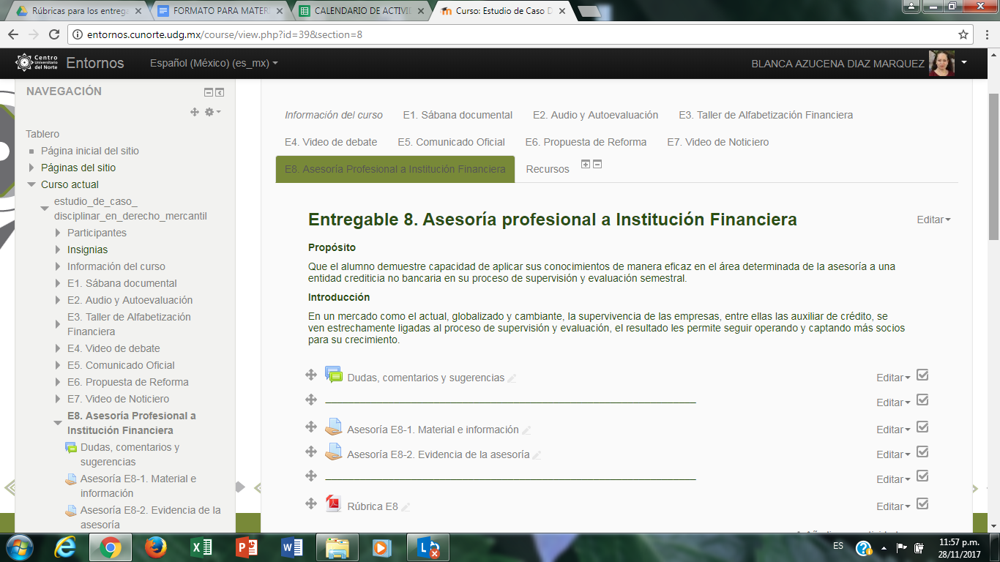 Rúbricas para los entrega
FORMATO PARA MATERI
CALENDARIO DE ACTIVI
Curso: Estudio de Caso D
entornos.cunorte.udg.mx/course/view.php?id=39&section=8
Centro Universitario del Norte
Entornos
Español (México) (es_mx)
BLANCA AZUCENA DIAZ MARQUEZ
NAVEGACIÓN
Tablero
Página inicial del sitio
Páginas del sitio
Curso actual
estudio_de_caso_
disciplinar_en_derecho_mercantil
Participantes
Insignias
Información del curso
E1. Sábana documental
E2. Audio y Autoevaluación
E3. Taller de Alfabetización
Financiera
E4. Video de debate
E5. Comunicado Oficial
E6. Propuesta de Reforma
E7. Video de Noticiero
E8. Asesoría Profesional a
Institución Financiera
Dudas, comentarios y
sugerencias
Asesoría E8-1. Material e
información
Asesoría E8-2. Evidencia de la
asesoría
Información del curso E1. Sábana documental E2. Audio y Autoevaluación E3. Taller de Alfabetización Financiera
E4. Video de debate E5. Comunicado Oficial E6. Propuesta de Reforma E7. Video de Noticiero
E8. Asesoría Profesional a Institución Financiera Recursos
Entregable 8. Asesoría profesional a Institución Financiera Editar
Propósito
Que el alumno demuestre capacidad de aplicar sus conocimientos de manera eficaz en el área determinada de la asesoría a una
entidad crediticia no bancaria en su proceso de supervisión y evaluación semestral.
Introducción
En un mercado como el actual, globalizado y cambiante, la supervivencia de las empresas, entre ellas las auxiliar de crédito, se
ven estrechamente ligadas al proceso de supervisión y evaluación, el resultado les permite seguir operando y captando más socios
para su crecimiento.
Dudas, comentarios y sugerencias Editar
Editar
Asesoría E8-1. Material e información Editar
Asesoría E8-2. Evidencia de la asesoría Editar
Editar
Rúbrica E8 Editar
ES
11:57 p.m.
28/11/2017